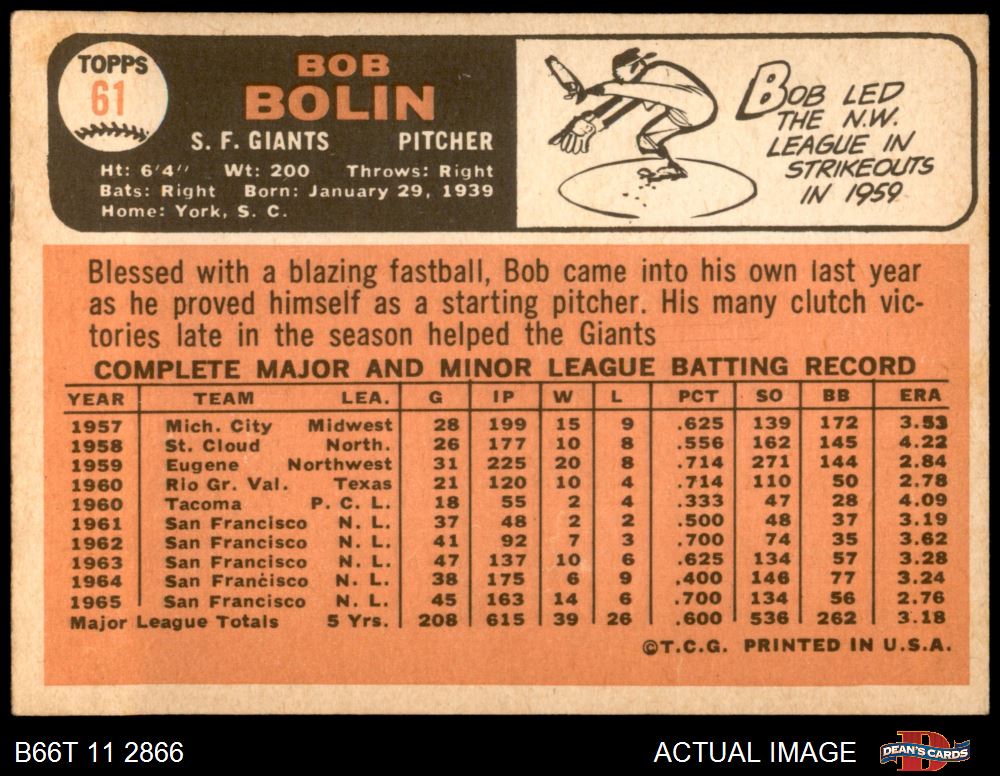 TOPPS
61
BOB
BOLIN
S. F. GIANTS PITCHER
Ht: 6'4" Wt: 200 Throws: Right
Bats: Right Born: January 29, 1939
Home: York, S. C.
BOB LED
THE N.W.
LEAGUE IN
STRIKEOUTS
IN 1959
Blessed with a blazing fastball, Bob came into his own last year
as he proved himself as a starting pitcher. His many clutch vic-
tories late in the season helped the Giants
COMPLETE MAJOR AND MINOR LEAGUE BATTING RECORD
YEAR TEAM LEA. G IP W L PCT SO BB ERA
1957 Mich. City Midwest 28 199 15 9 .625 139 172 3.53
1958 St. Cloud North. 26 177 10 8 .556 162 145 4.22
1959 Eugene Northwest 31 225 20 8 .714 271 144 2.84
1960 Rio Gr. Val. Texas 21 120 10 4 .714 110 50 2.78
1960 Tacoma P. C. L. 18 55 2 4 .333 47 28 4.09
1961 San Francisco N. L. 37 48 2 2 .500 48 37 3.19
1962 San Francisco N. L. 41 92 7 3 .700 74 35 3.62
1963 San Francisco N. L. 47 137 10 6 .625 134 57 3.28
1964 San Francisco N. L. 38 175 6 9 .400 146 77 3.24
1965 San Francisco N. L. 45 163 14 6 .700 134 56 2.76
Major League Totals 5 Yrs. 208 615 39 26 .600 536 262 3.18
©T.C.G. PRINTED IN U.S.A.
B66T 11 2866 ACTUAL IMAGE DEAN'S CARDS